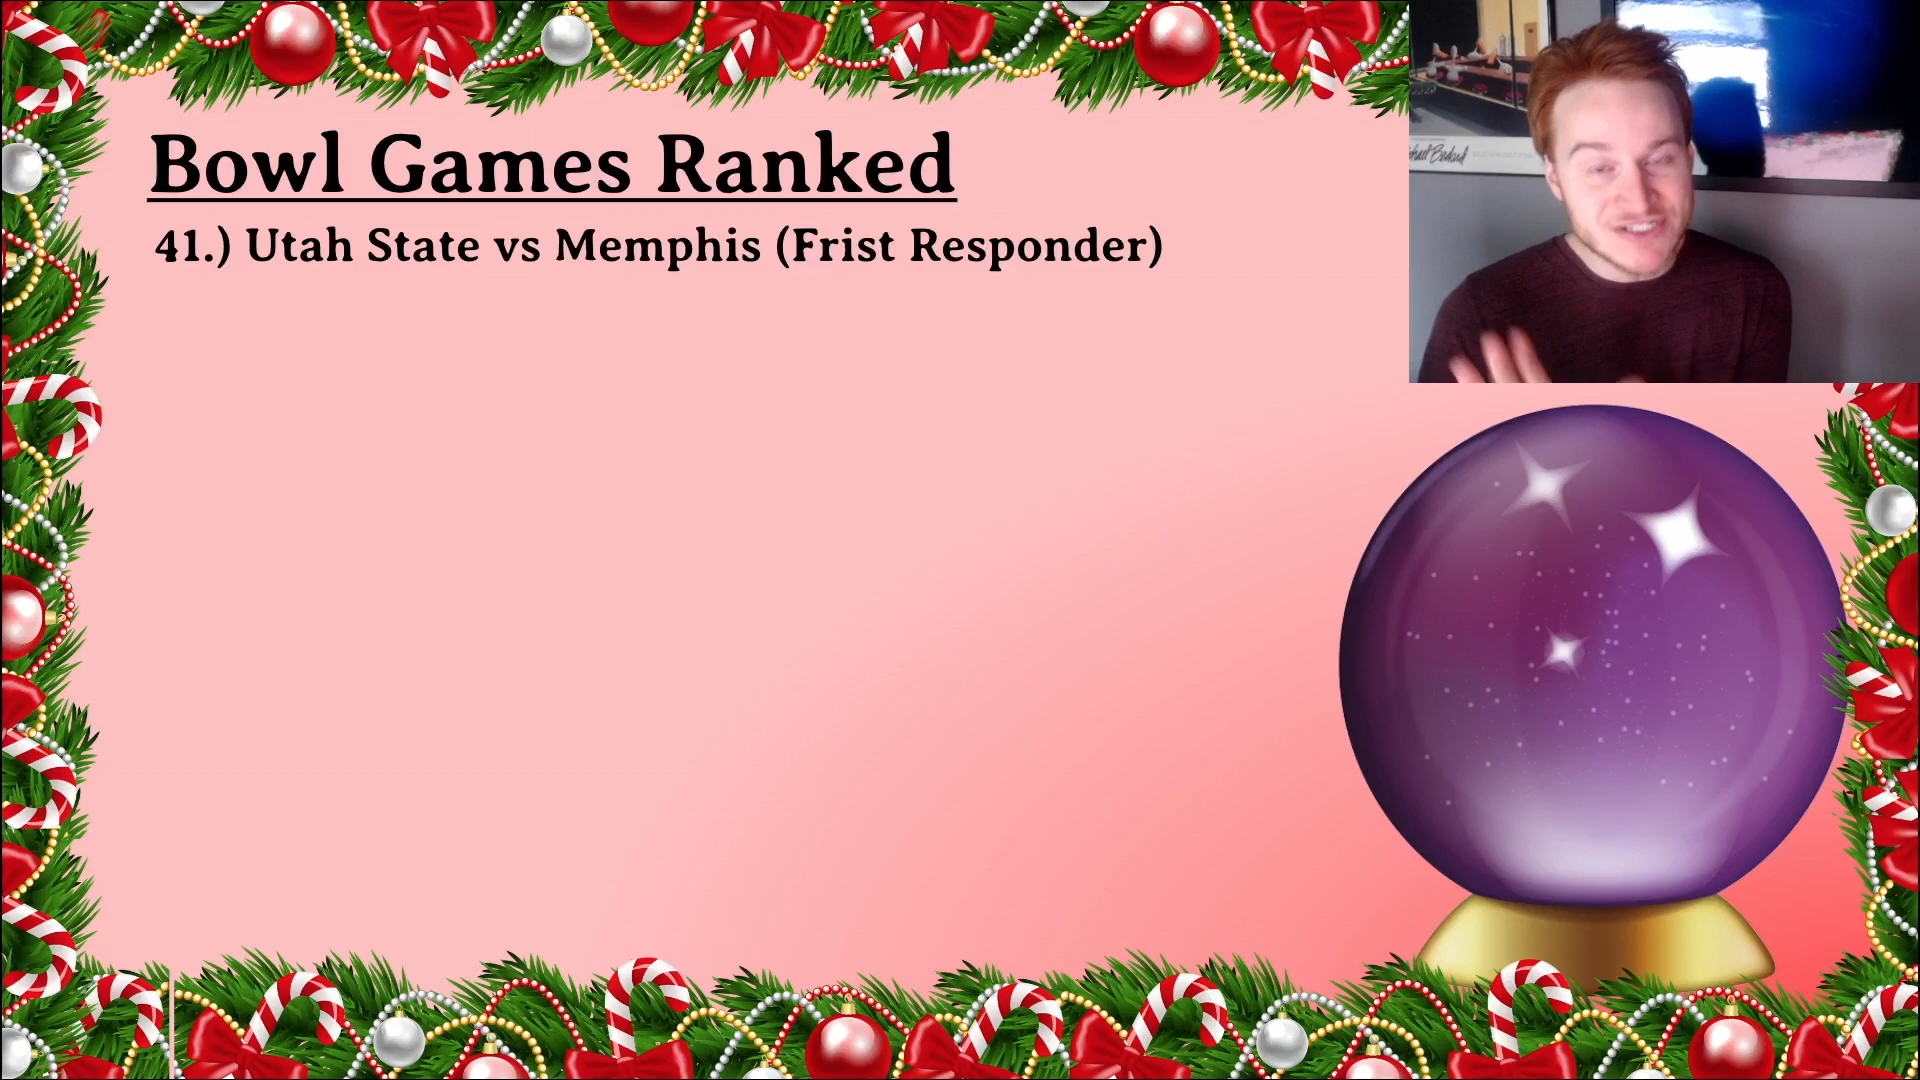 Bowl Games Ranked
41.) Utah State vs Memphis (Frist Responder)